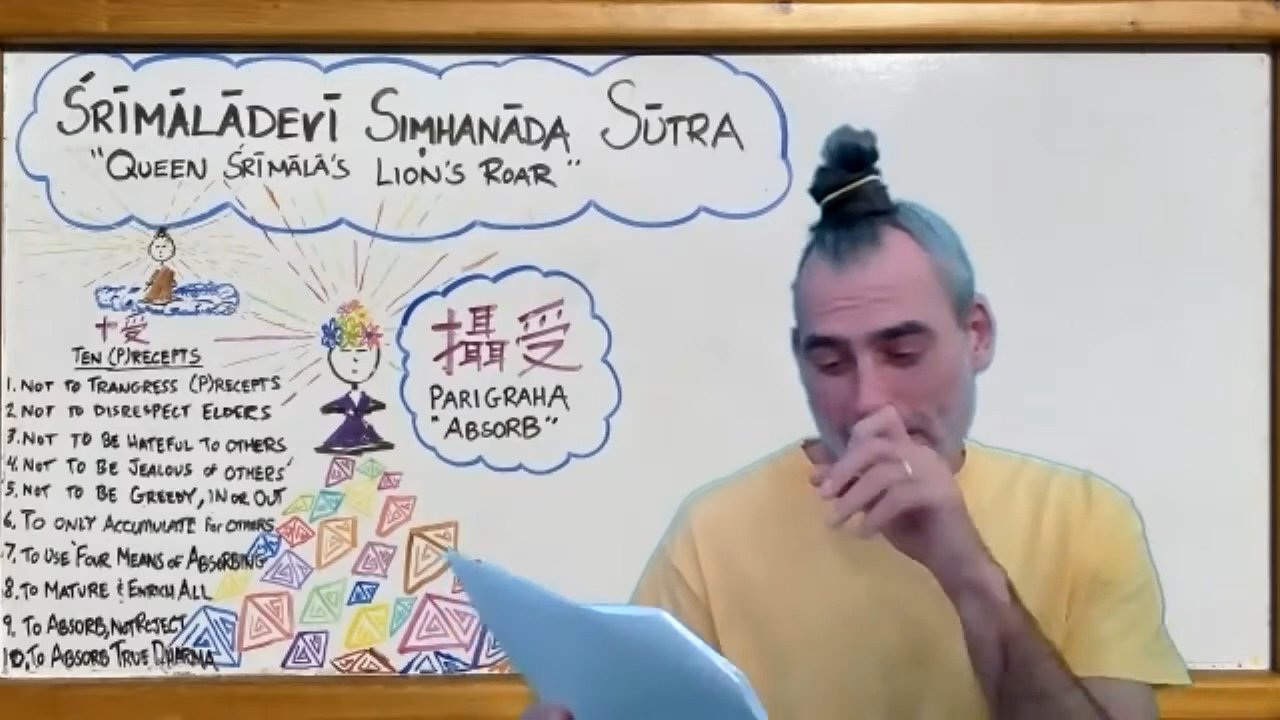 ŚRĪMĀLĀDEVĪ SIṂHANĀDA SŪTRA
"QUEEN ŚRĪMĀLĀ'S LION'S ROAR"
十受
TEN (P)RECEPTS
1. NOT TO TRANGRESS (P)RECEPTS
2. NOT TO DISRESPECT ELDERS
3. NOT TO BE HATEFUL TO OTHERS
4. NOT TO BE JEALOUS of OTHERS'
5. NOT TO BE GREEDY, IN OR OUT
6. TO ONLY ACCUMULATE for OTHERS
7. TO USE 'FOUR MEANS OF ABSORBING'
8. TO MATURE & ENRICH ALL
9. TO ABSORB, NOT REJECT
10. TO ABSORB TRUE DHARMA
攝受
PARIGRAHA
"ABSORB"